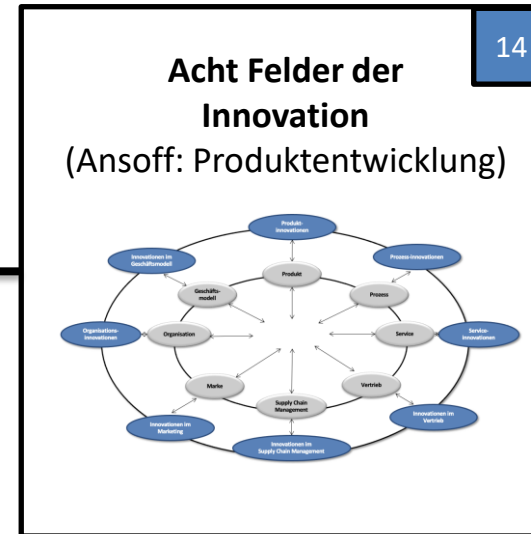 14
Acht Felder der
Innovation
(Ansoff: Produktentwicklung)
Produkt-
innovationen
Innovationen im
Geschäftsmodell
Prozess-Innovationen
Produkt
Geschäfts-
modell
Prozess
Organisations-
innovationen
Organisation
Service
Service-
innovationen
Marke
Vertrieb
Supply Chain
Management
Innovationen im
Marketing
Innovationen im
Vertrieb
Innovationen im
Supply Chain Management